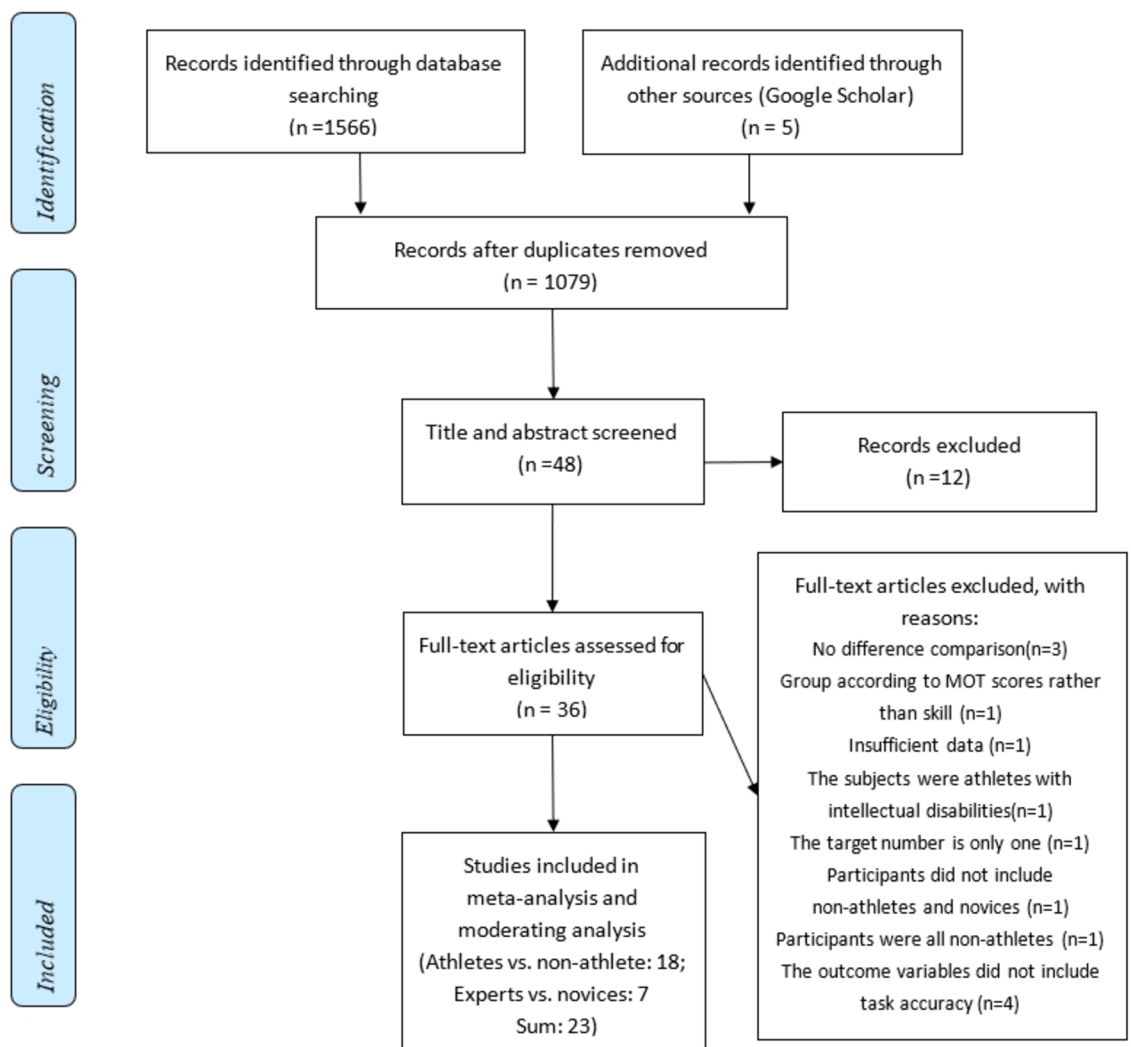 Identification
Records identified through database
searching
(n =1566)
Additional records identified through
other sources (Google Scholar)
(n = 5)
Records after duplicates removed
(n = 1079)
Screening
Title and abstract screened
(n =48)
Records excluded
(n =12)
Eligibility
Full-text articles assessed for
eligibility
(n = 36)
Full-text articles excluded, with
reasons:
No difference comparison(n=3)
Group according to MOT scores rather
than skill (n=1)
Insufficient data (n=1)
The subjects were athletes with
intellectual disabilities(n=1)
The target number is only one (n=1)
Participants did not include
non-athletes and novices (n=1)
Participants were all non-athletes (n=1)
The outcome variables did not include
task accuracy (n=4)
Included
Studies included in
meta-analysis and
moderating analysis
(Athletes vs. non-athlete: 18;
Experts vs. novices: 7
Sum: 23)